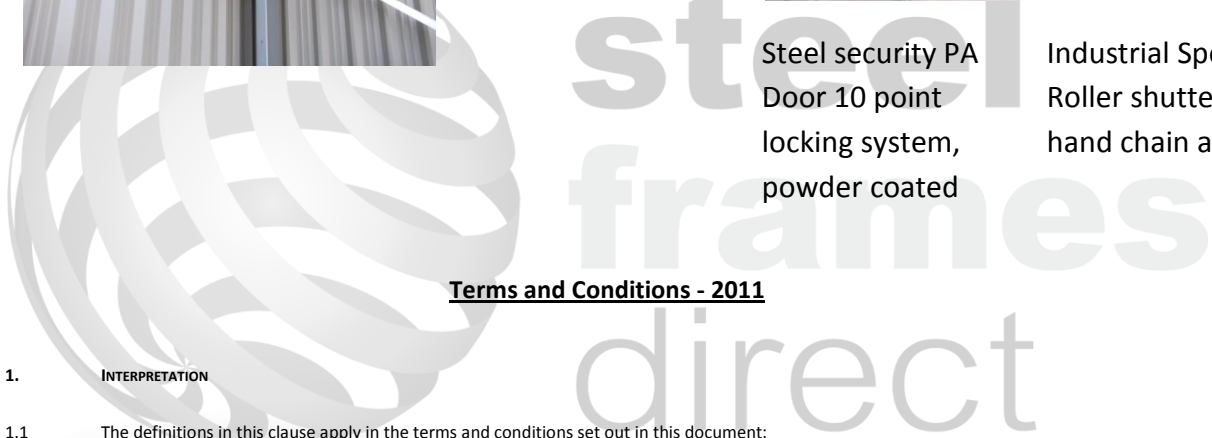 steel
frames
direct
Steel security PA
Door 10 point
locking system,
powder coated
Industrial
Roller
hand chain
Terms and Conditions - 2011
1. INTERPRETATION
1.1 The definitions in this clause apply in the terms and conditions set out in this document: